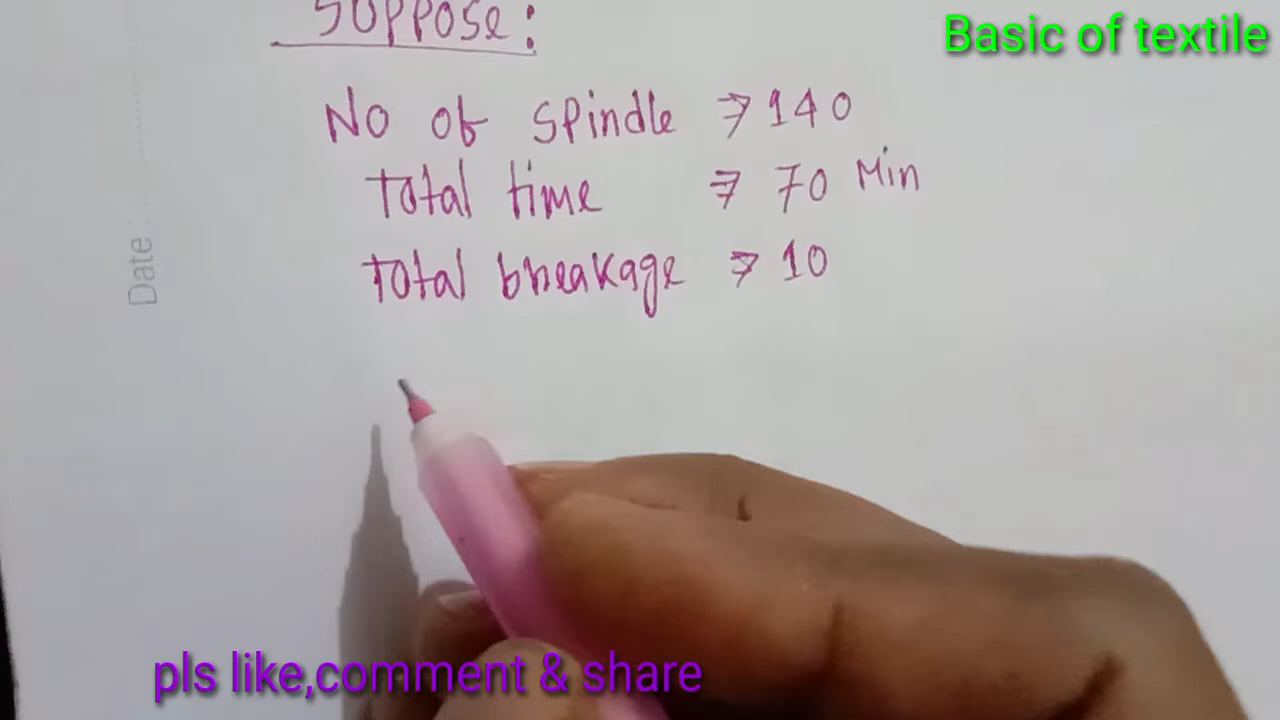 Suppose:
Basic of textile
No of spindle ⇒ 140
Total time ⇒ 70 Min
Total breakage ⇒ 10
Date
pls like,comment & share